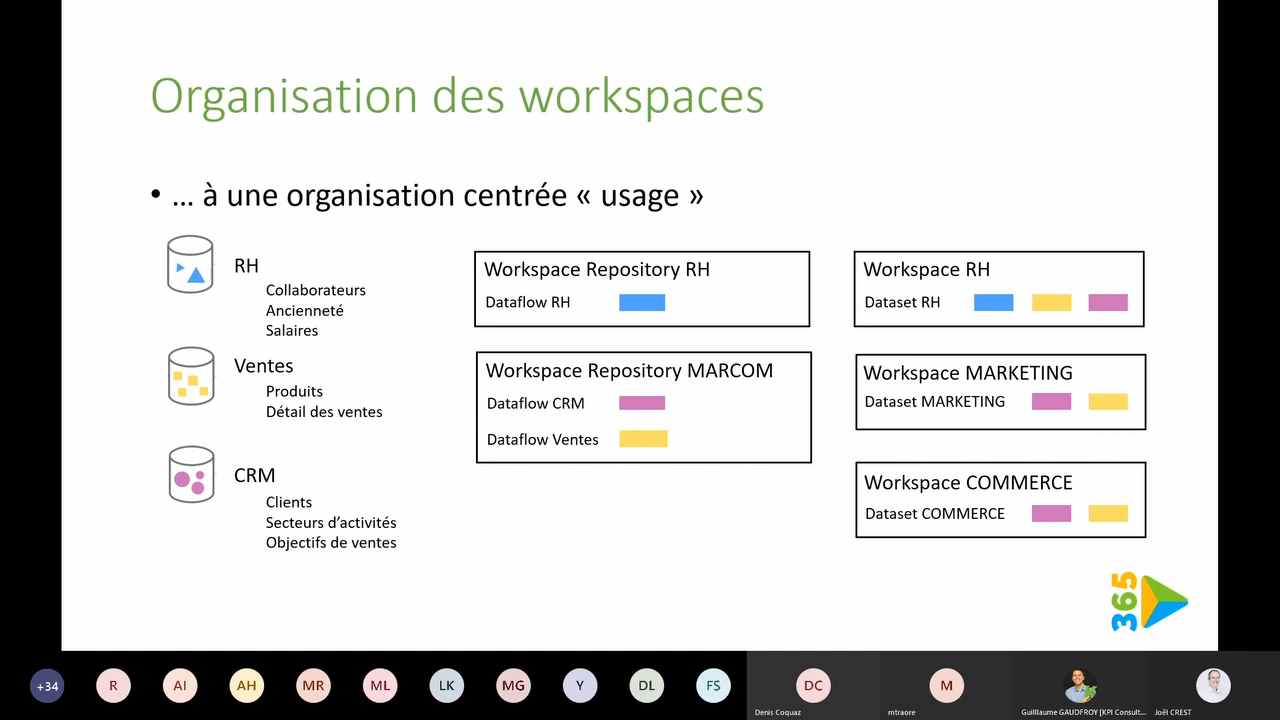 Organisation des workspaces
• … à une organisation centrée « usage »
RH
Collaborateurs
Ancienneté
Salaires
Ventes
Produits
Détail des ventes
CRM
Clients
Secteurs d’activités
Objectifs de ventes
Workspace Repository RH
Dataflow RH
Workspace Repository MARCOM
Dataflow CRM
Dataflow Ventes
Workspace RH
Dataset RH
Workspace MARKETING
Dataset MARKETING
Workspace COMMERCE
Dataset COMMERCE
365
+34
R
AI
AH
MR
ML
LK
MG
Y
DL
FS
DC
Denis Coquaz
M
mtraore
Guilllaume GAUDFROY [KPI Consult...
Joël CREST